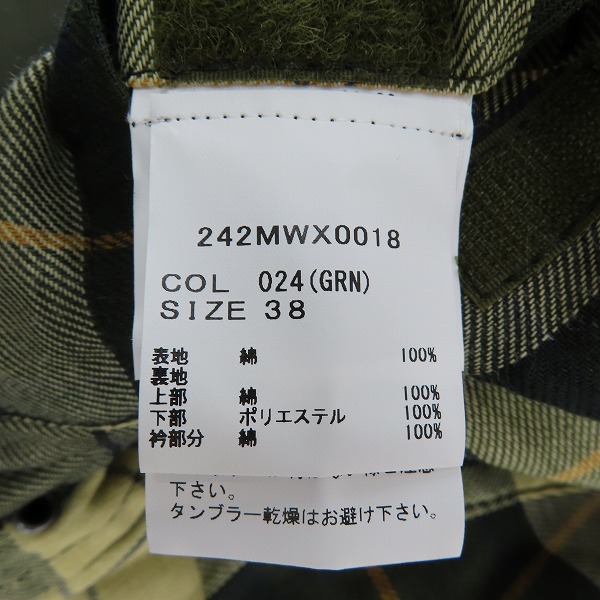 242MWX0018
COL 024(GRN)
SIZE 38
表地 綿 100%
裏地
上部 綿 100%
下部 ポリエステル 100%
衿部分 綿 100%
下さい。
タンブラー乾燥はお避け下さい。